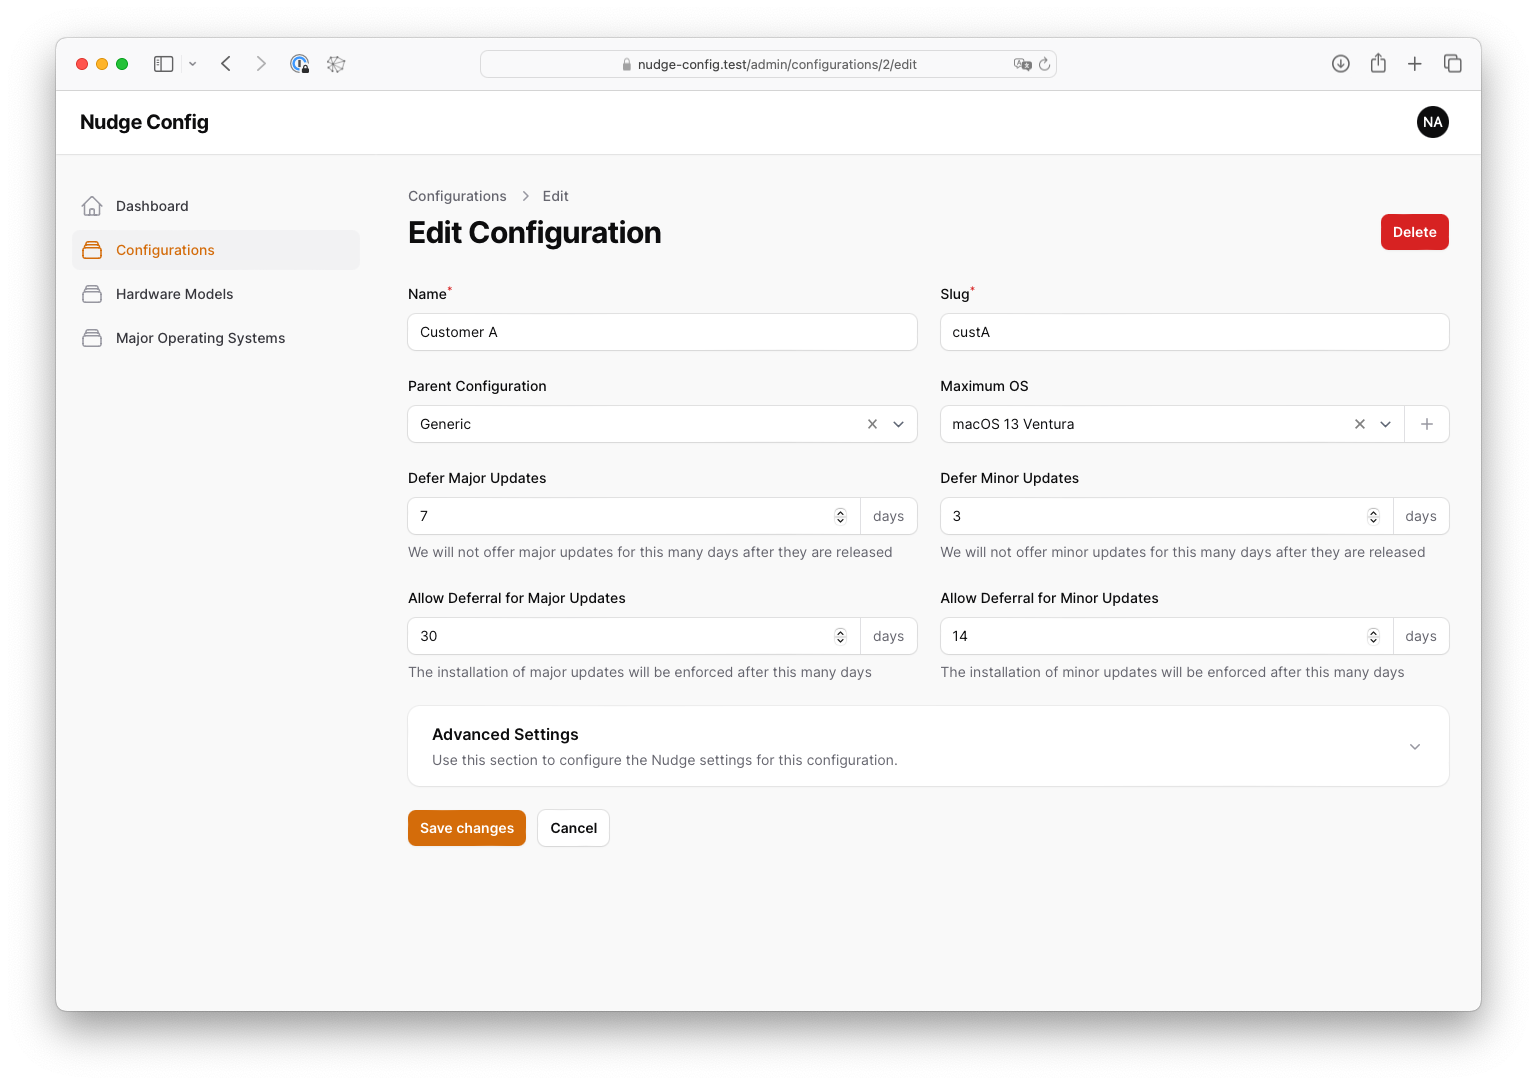 nudge-config.test/admin/configurations/2/edit
Nudge Config
NA
Dashboard
Configurations
Hardware Models
Major Operating Systems
Configurations > Edit
Edit Configuration
Delete
Name*
Slug*
Customer A
custA
Parent Configuration
Maximum OS
Generic
macOS 13 Ventura
Defer Major Updates
Defer Minor Updates
7 days
3 days
We will not offer major updates for this many days after they are released
We will not offer minor updates for this many days after they are released
Allow Deferral for Major Updates
Allow Deferral for Minor Updates
30 days
14 days
The installation of major updates will be enforced after this many days
The installation of minor updates will be enforced after this many days
Advanced Settings
Use this section to configure the Nudge settings for this configuration.
Save changes
Cancel